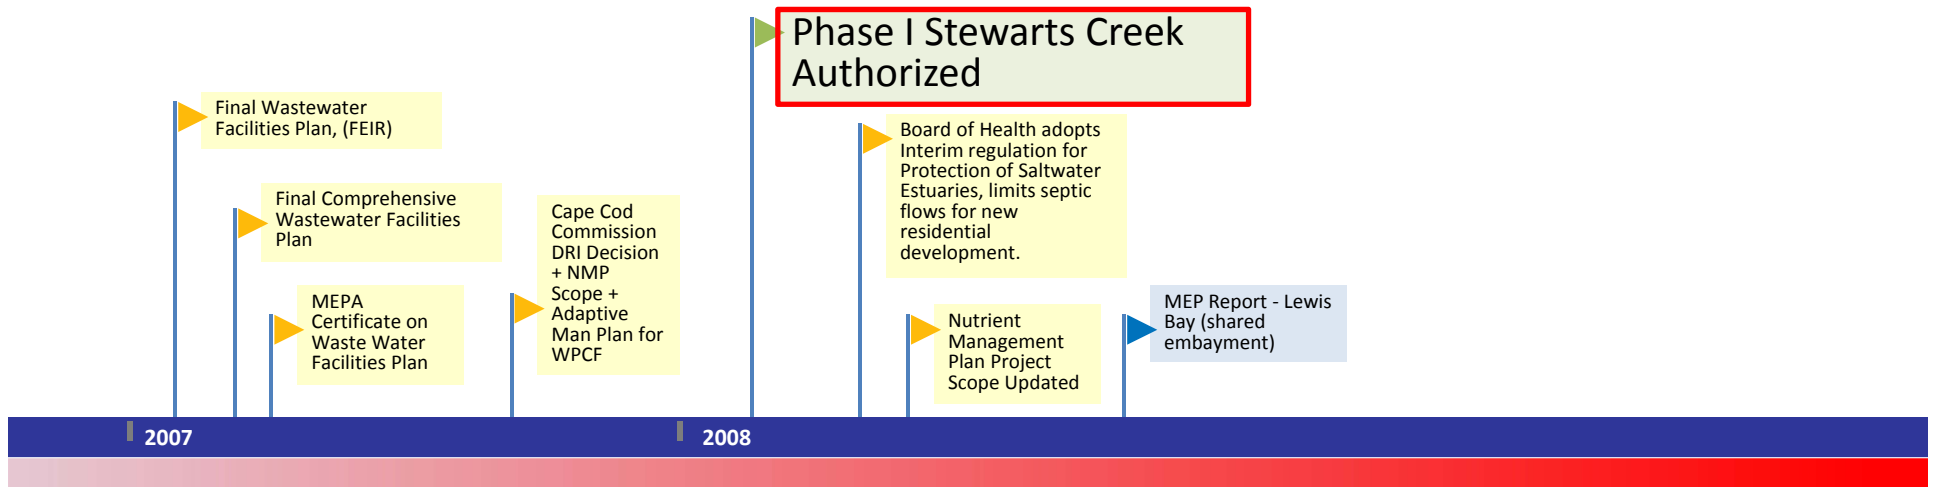 Phase I Stewarts Creek
Authorized
Final Wastewater
Facilities Plan, (FEIR)
Final Comprehensive
Wastewater Facilities
Plan
MEPA
Certificate on
Waste Water
Facilities Plan
Cape Cod
Commission
DRI Decision
+ NMP
Scope +
Adaptive
Man Plan for
WPCF
Board of Health adopts
Interim regulation for
Protection of Saltwater
Estuaries, limits septic
flows for new
residential
development.
Nutrient
Management
Plan Project
Scope Updated
MEP Report - Lewis
Bay (shared
embayment)
2007
2008